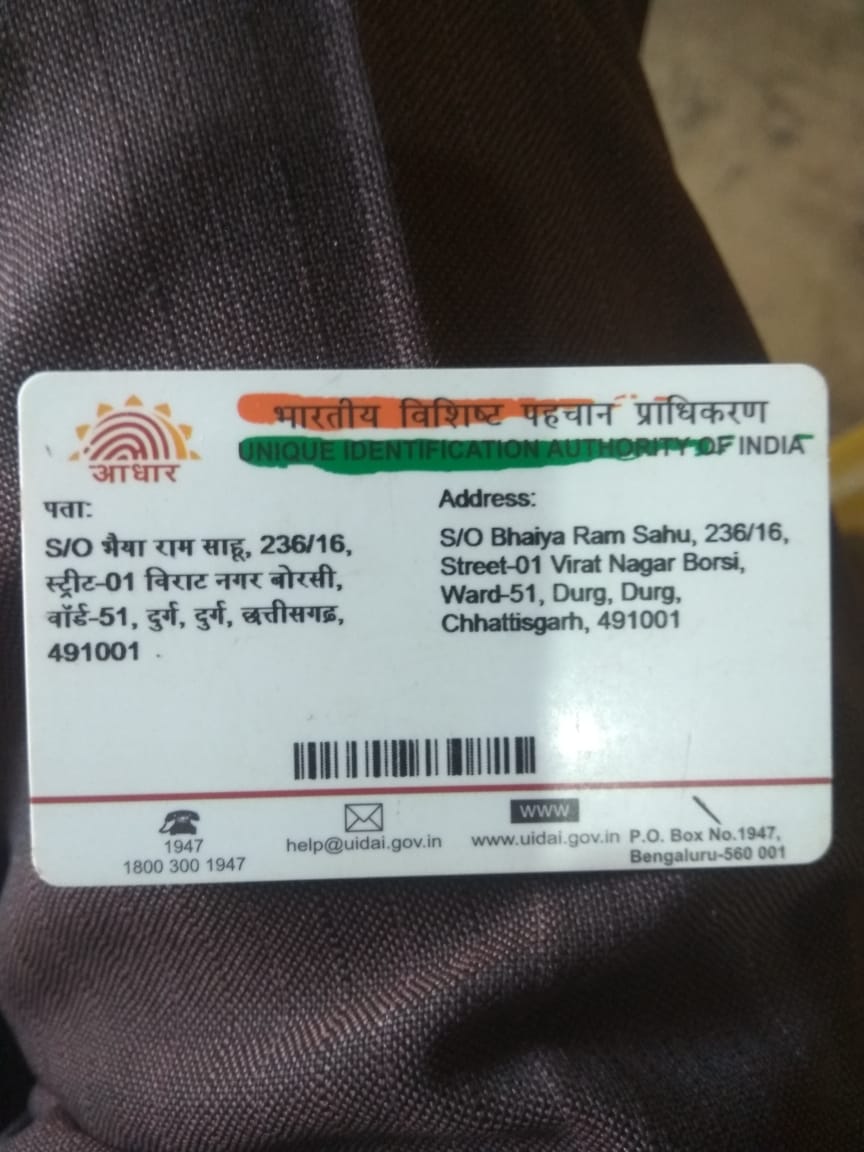 भारतीय विशिष्ट पहचान प्राधिकरण
UNIQUE IDENTIFICATION AUTHORITY OF INDIA
आधार
पता:
S/O भैया राम साहू, 236/16,
स्ट्रीट-01 विराट नगर बोरसी,
वॉर्ड-51, दुर्ग, दुर्ग, छत्तीसगढ़,
491001
Address:
S/O Bhaiya Ram Sahu, 236/16,
Street-01 Virat Nagar Borsi,
Ward-51, Durg, Durg,
Chhattisgarh, 491001
1947
1800 300 1947
help@uidai.gov.in
www
www.uidai.gov.in
P.O. Box No.1947,
Bengaluru-560 001